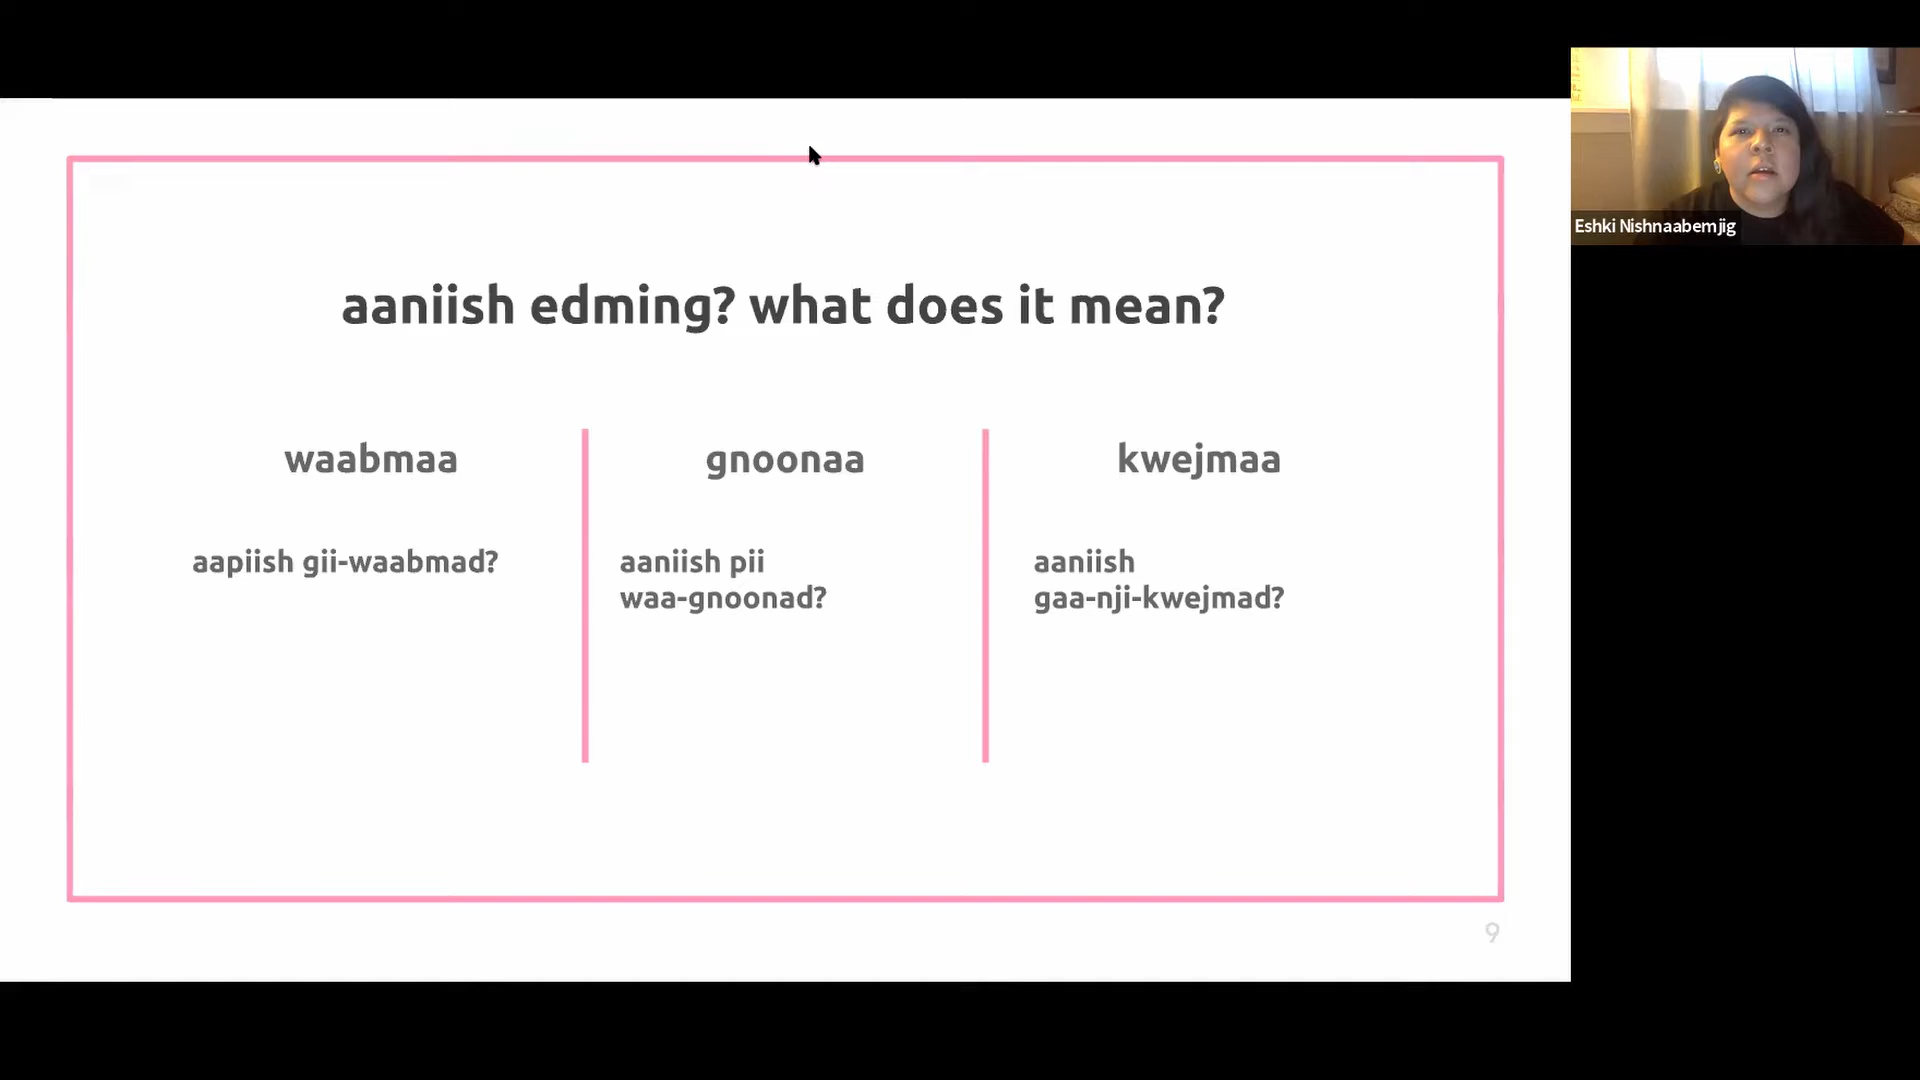 aaniish edming? what does it mean?
waabmaa
aapiish gii-waabmad?
gnoonaa
aaniish pii
waa-gnoonad?
kwejmaa
aaniish
gaa-nji-kwejmad?
9
Eshki Nishnaabemjig